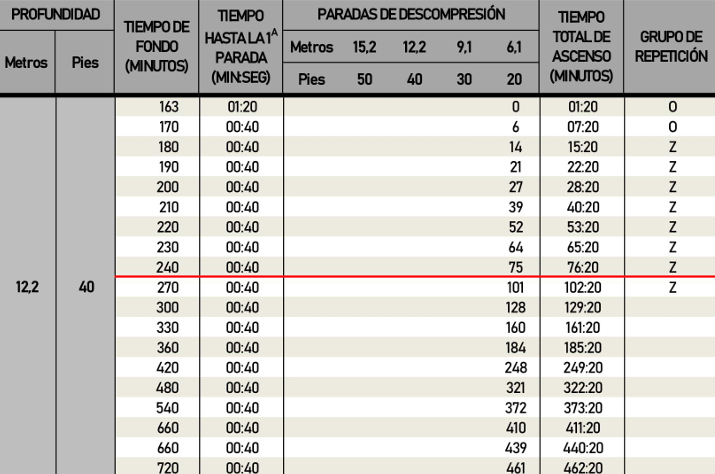 PROFUNDIDAD TIEMPO DE FONDO (MINUTOS) TIEMPO HASTA LA 1ᴬ PARADA (MIN:SEG) PARADAS DE DESCOMPRESIÓN TIEMPO TOTAL DE ASCENSO (MINUTOS) GRUPO DE REPETICIÓN
Metros Pies Metros 15,2 12,2 9,1 6,1
Pies 50 40 30 20
163 01:20 0 01:20 O
170 00:40 6 07:20 O
180 00:40 14 15:20 Z
190 00:40 21 22:20 Z
200 00:40 27 28:20 Z
210 00:40 39 40:20 Z
220 00:40 52 53:20 Z
230 00:40 64 65:20 Z
240 00:40 75 76:20 Z
12,2 40 270 00:40 101 102:20 Z
300 00:40 128 129:20
330 00:40 160 161:20
360 00:40 184 185:20
420 00:40 248 249:20
480 00:40 321 322:20
540 00:40 372 373:20
660 00:40 410 411:20
660 00:40 439 440:20
720 00:40 461 462:20